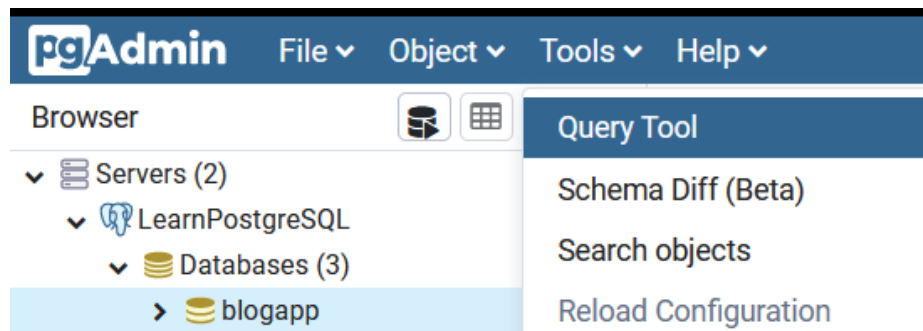 pgAdmin File Object Tools Help
Browser
Query Tool
Servers (2)
Schema Diff (Beta)
LearnPostgreSQL
Search objects
Databases (3)
blogapp
Reload Configuration